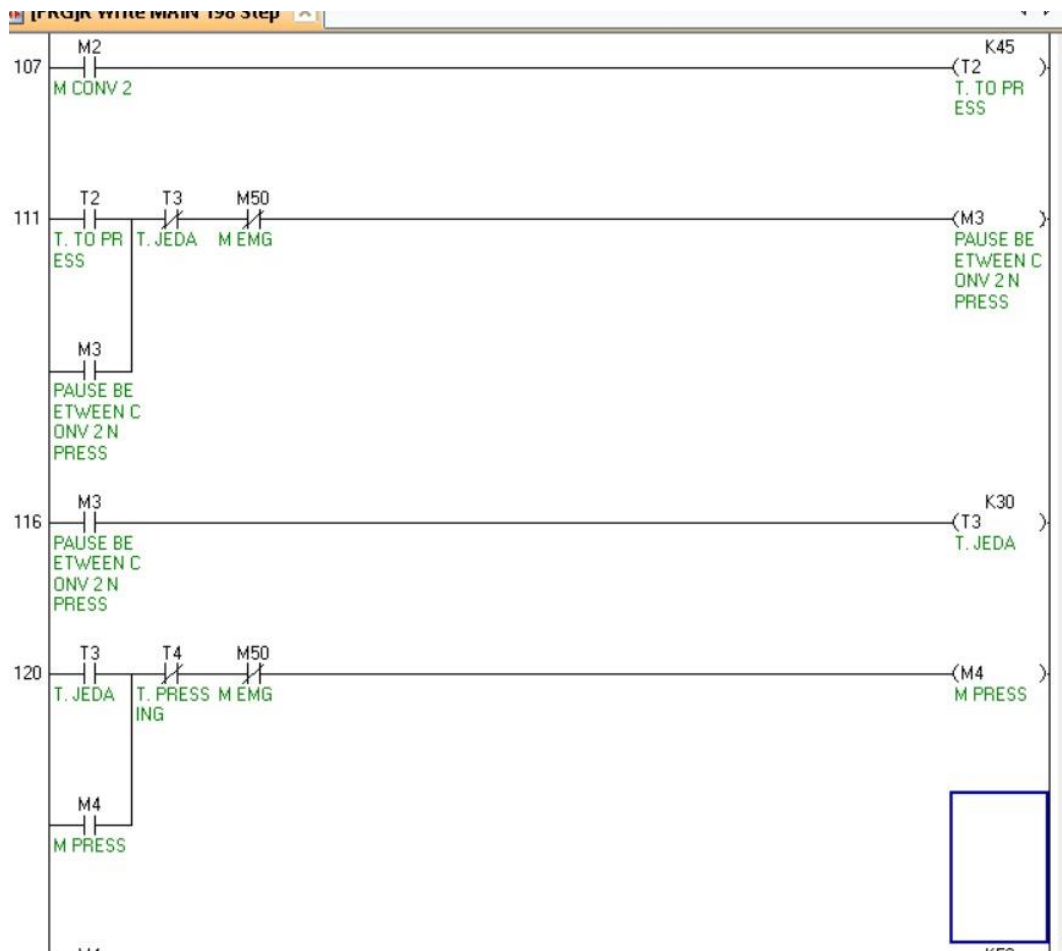 [PRG]R Write MAIN 198 Step
M2 K45
107 (T2 )
M CONV 2 T. TO PR
ESS
T2 T3 M50
111 (M3 )
T. TO PR T. JEDA M EMG PAUSE BE
ESS ETWEEN C
ONV 2 N
PRESS
M3
PAUSE BE
ETWEEN C
ONV 2 N
PRESS
M3 K30
116 (T3 )
PAUSE BE T. JEDA
ETWEEN C
ONV 2 N
PRESS
T3 T4 M50
120 (M4 )
T. JEDA T. PRESS M EMG M PRESS
ING
M4
M PRESS